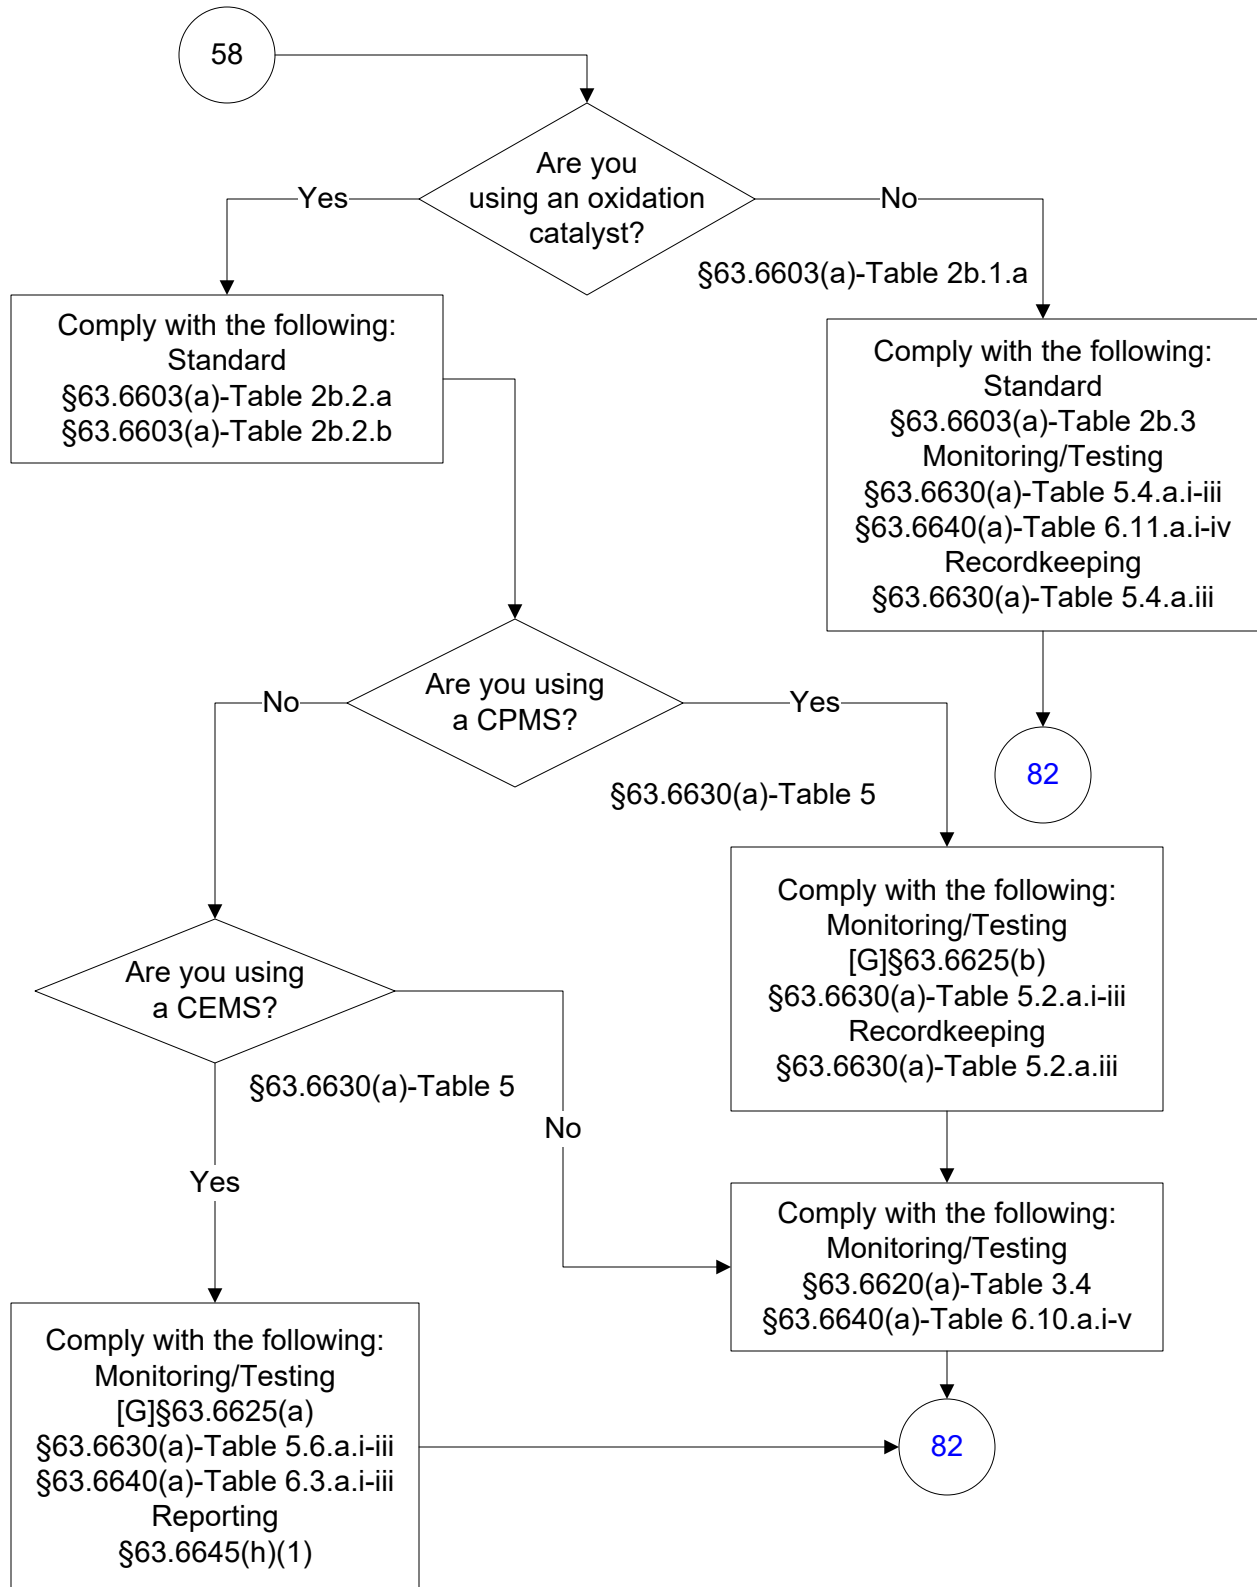 58
Are you
using an oxidation
catalyst?
Yes
No
§63.6603(a)-Table 2b.1.a
Comply with the following:
Standard
§63.6603(a)-Table 2b.2.a
§63.6603(a)-Table 2b.2.b
Comply with the following:
Standard
§63.6603(a)-Table 2b.3
Monitoring/Testing
§63.6630(a)-Table 5.4.a.i-iii
§63.6640(a)-Table 6.11.a.i-iv
Recordkeeping
§63.6630(a)-Table 5.4.a.iii
82
Are you using
a CPMS?
No
Yes
§63.6630(a)-Table 5
Comply with the following:
Monitoring/Testing
[G]§63.6625(b)
§63.6630(a)-Table 5.2.a.i-iii
Recordkeeping
§63.6630(a)-Table 5.2.a.iii
Are you using
a CEMS?
§63.6630(a)-Table 5
No
Yes
Comply with the following:
Monitoring/Testing
§63.6620(a)-Table 3.4
§63.6640(a)-Table 6.10.a.i-v
Comply with the following:
Monitoring/Testing
[G]§63.6625(a)
§63.6630(a)-Table 5.6.a.i-iii
§63.6640(a)-Table 6.3.a.i-iii
Reporting
§63.6645(h)(1)
82